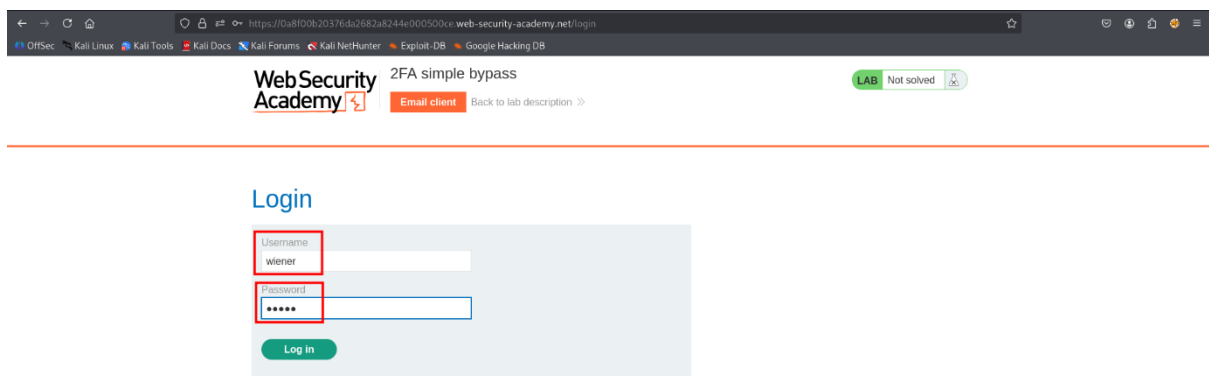 https://0a8f00b20376da2682a8244e000500ce.web-security-academy.net/login
OffSec Kali Linux Kali Tools Kali Docs Kali Forums Kali NetHunter Exploit-DB Google Hacking DB
WebSecurity Academy
2FA simple bypass
LAB Not solved
Email client Back to lab description
Login
Username
wiener
Password
•••••
Log in